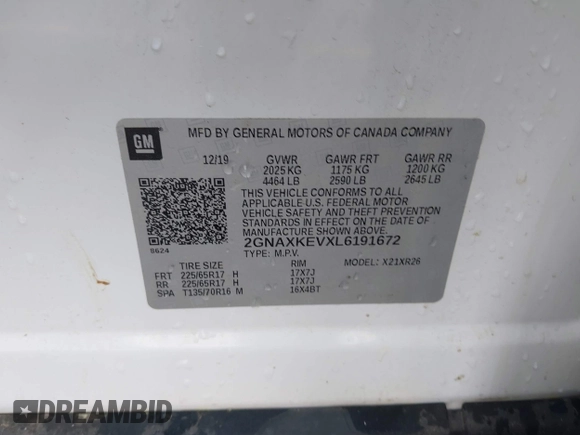 GM
MFD BY GENERAL MOTORS OF CANADA COMPANY
12/19 GVWR GAWR FRT GAWR RR
2025 KG 1175 KG 1200 KG
4464 LB 2590 LB 2645 LB
THIS VEHICLE CONFORMS TO ALL
APPLICABLE U.S. FEDERAL MOTOR
VEHICLE SAFETY AND THEFT PREVENTION
STANDARDS IN EFFECT ON THE DATE OF
MANUFACTURE SHOWN ABOVE.
8624 2GNAXKEVXL6191672
TYPE: M.P.V. MODEL: X21XR26
TIRE SIZE RIM
FRT 225/65R17 H 17X7J
RR 225/65R17 H 17X7J
SPA T135/70R16 M 16X4BT
DREAMBID